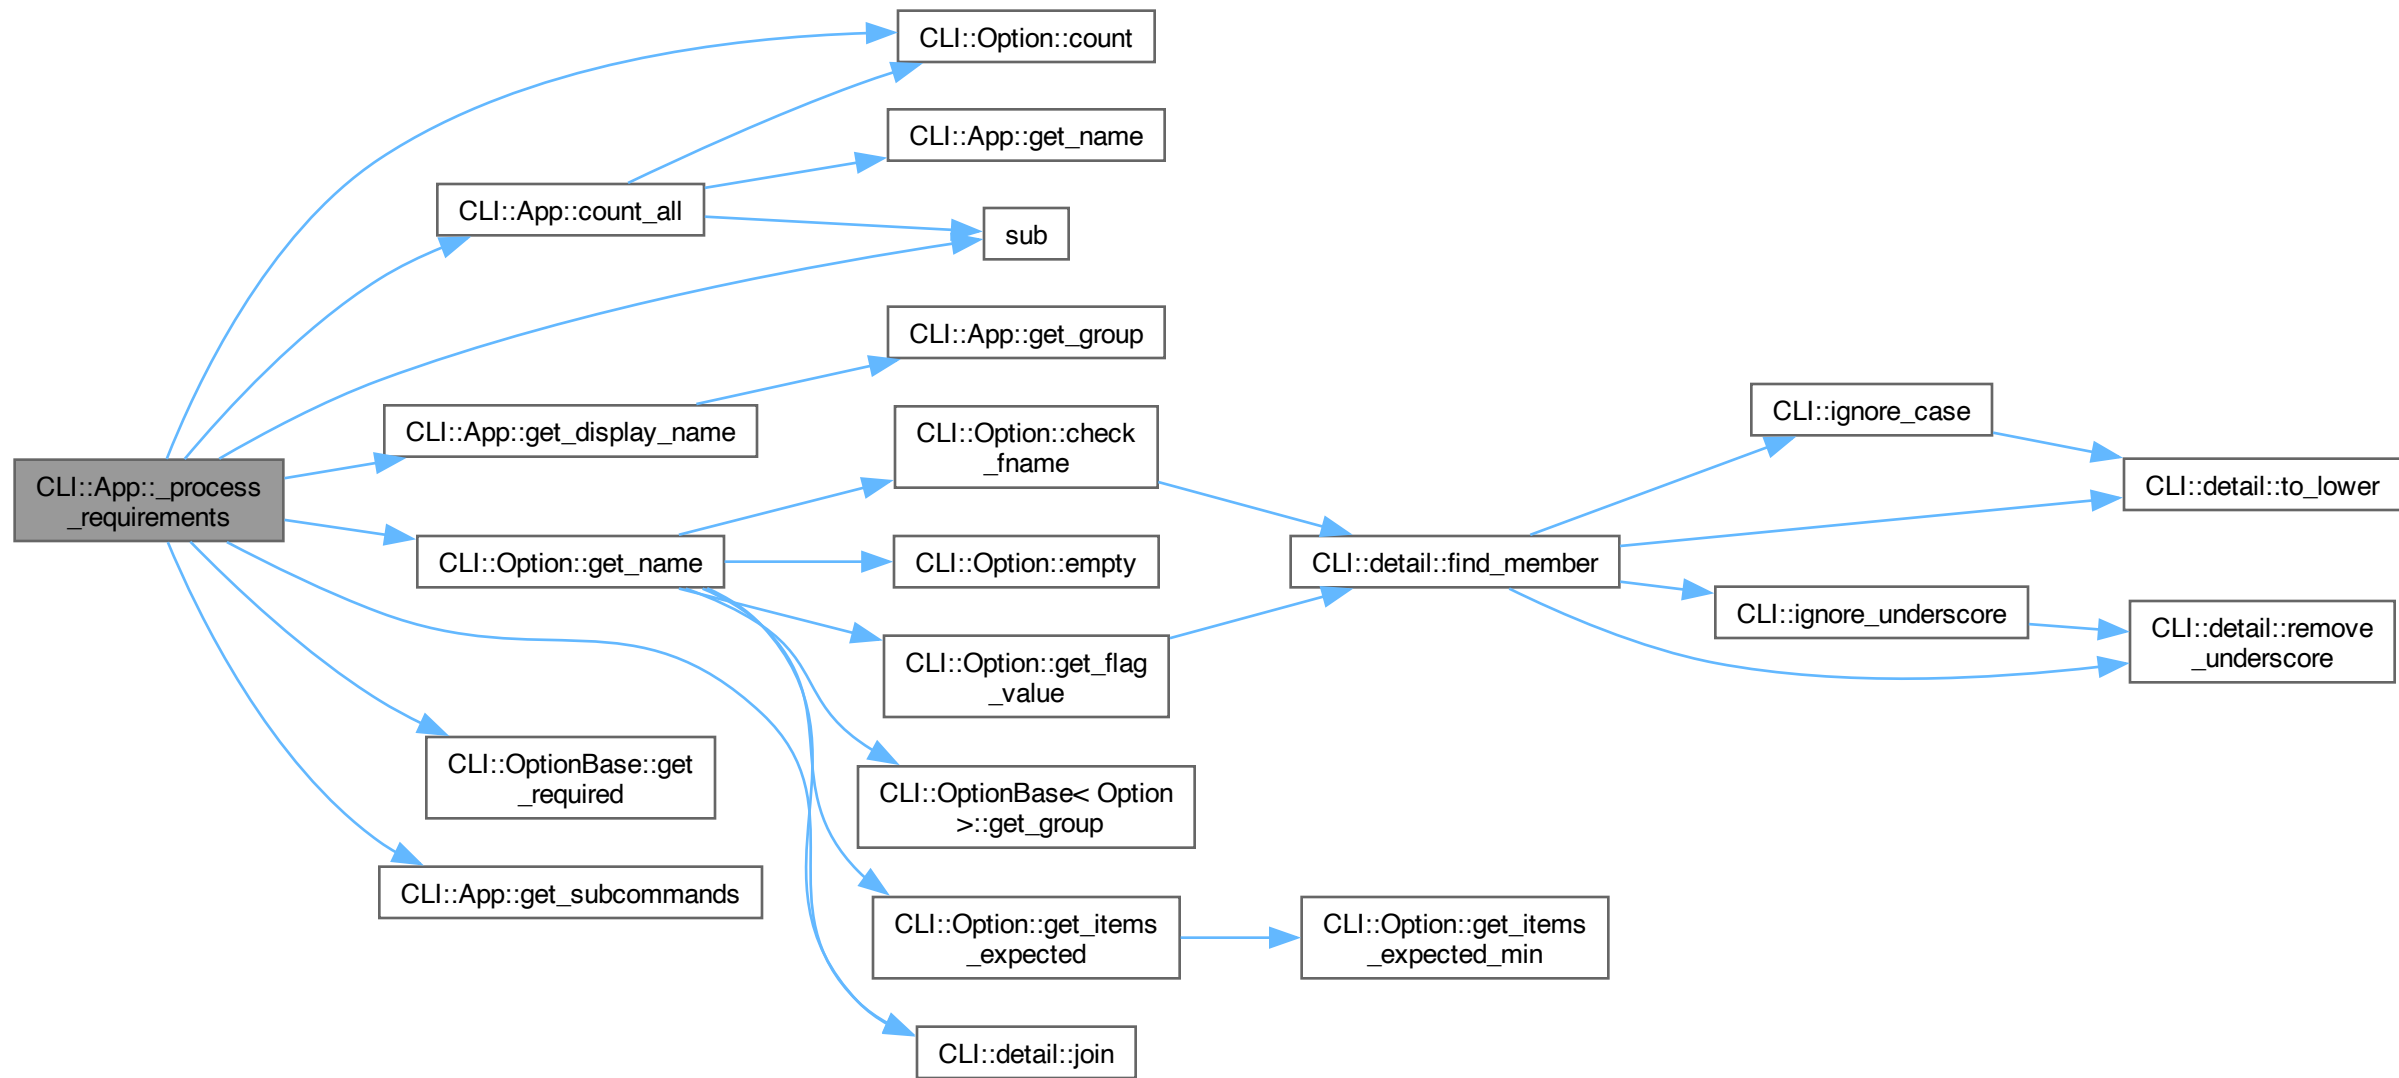 CLI::App::_process
_requirements
CLI::Option::count
CLI::App::get_name
CLI::App::count_all
sub
CLI::App::get_group
CLI::App::get_display_name
CLI::Option::check
_fname
CLI::Option::get_name
CLI::Option::empty
CLI::Option::get_flag
_value
CLI::detail::find_member
CLI::ignore_case
CLI::detail::to_lower
CLI::ignore_underscore
CLI::detail::remove
_underscore
CLI::OptionBase::get
_required
CLI::OptionBase< Option
>::get_group
CLI::App::get_subcommands
CLI::Option::get_items
_expected
CLI::Option::get_items
_expected_min
CLI::detail::join